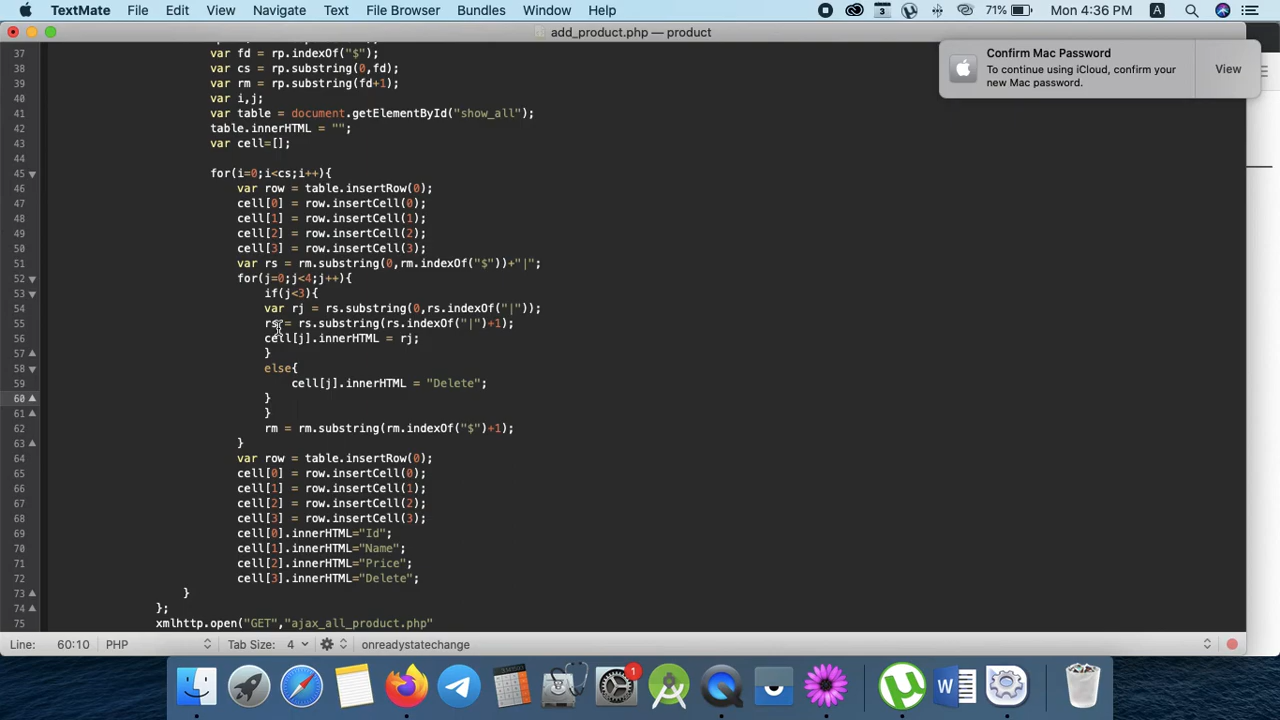 TextMate File Edit View Navigate Text File Browser Bundles Window Help 3 71% Mon 4:36 PM A
add_product.php — product
Confirm Mac Password
To continue using iCloud, confirm your
new Mac password.
View
37 var fd = rp.indexOf("$");
38 var cs = rp.substring(0,fd);
39 var rm = rp.substring(fd+1);
40 var i,j;
41 var table = document.getElementById("show_all");
42 table.innerHTML = "";
43 var cell=[];
44
45 for(i=0;i<cs;i++){
46 var row = table.insertRow(0);
47 cell[0] = row.insertCell(0);
48 cell[1] = row.insertCell(1);
49 cell[2] = row.insertCell(2);
50 cell[3] = row.insertCell(3);
51 var rs = rm.substring(0,rm.indexOf("$"))+"|";
52 for(j=0;j<4;j++){
53 if(j<3){
54 var rj = rs.substring(0,rs.indexOf("|"));
55 rs = rs.substring(rs.indexOf("|")+1);
56 cell[j].innerHTML = rj;
57 }
58 else{
59 cell[j].innerHTML = "Delete";
60 }
61 }
62 rm = rm.substring(rm.indexOf("$")+1);
63 }
64 var row = table.insertRow(0);
65 cell[0] = row.insertCell(0);
66 cell[1] = row.insertCell(1);
67 cell[2] = row.insertCell(2);
68 cell[3] = row.insertCell(3);
69 cell[0].innerHTML="Id";
70 cell[1].innerHTML="Name";
71 cell[2].innerHTML="Price";
72 cell[3].innerHTML="Delete";
73 }
74 };
75 xmlhttp.open("GET","ajax_all_product.php"
Line: 60:10 PHP Tab Size: 4 onreadystatechange
1
W